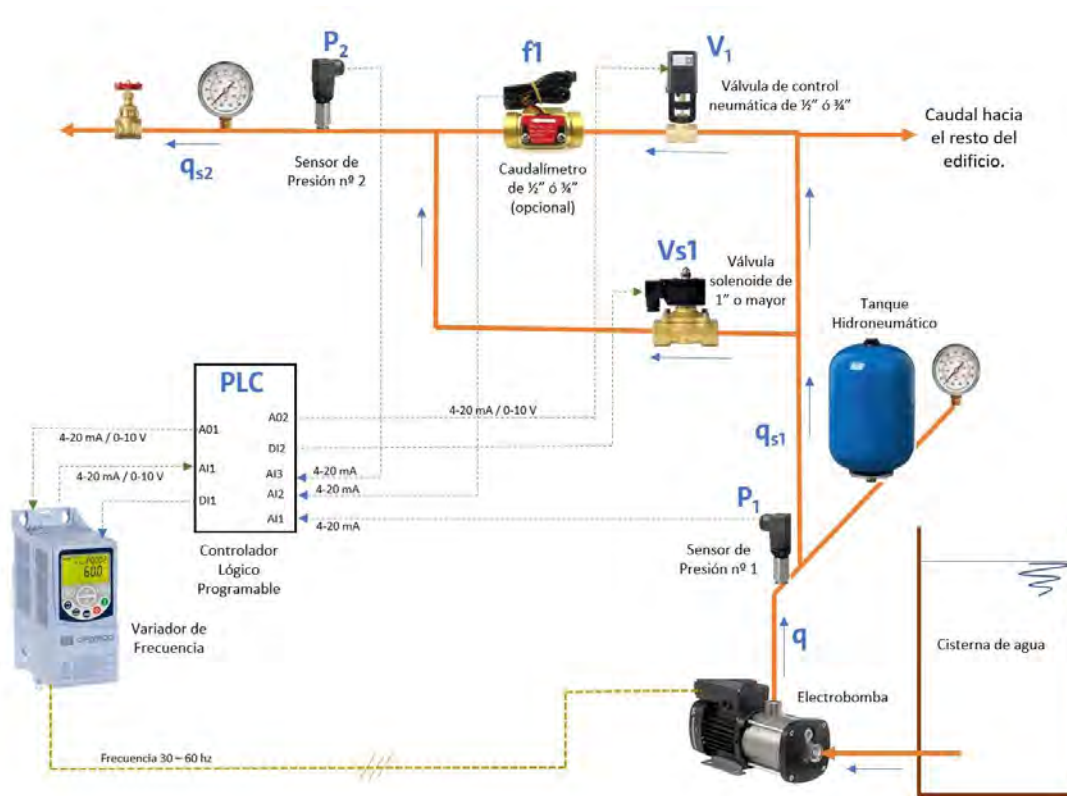 P2
f1
V1
Válvula de control
neumática de ½" ó ¾"
Caudal hacia
el resto del
edificio.
qs2
Sensor de
Presión nº 2
Caudalímetro
de ½" ó ¾"
(opcional)
Vs1
Válvula
solenoide de
1" o mayor
Tanque
Hidroneumático
PLC
A01
A02
4-20 mA / 0-10 V
4-20 mA / 0-10 V
DI2
AI1
AI3
4-20 mA
4-20 mA / 0-10 V
AI2
4-20 mA
DI1
AI1
4-20 mA
qs1
P1
Controlador
Lógico
Programable
Sensor de
Presión nº 1
60.0
Variador de
Frecuencia
q
Cisterna de agua
Electrobomba
Frecuencia 30 – 60 hz